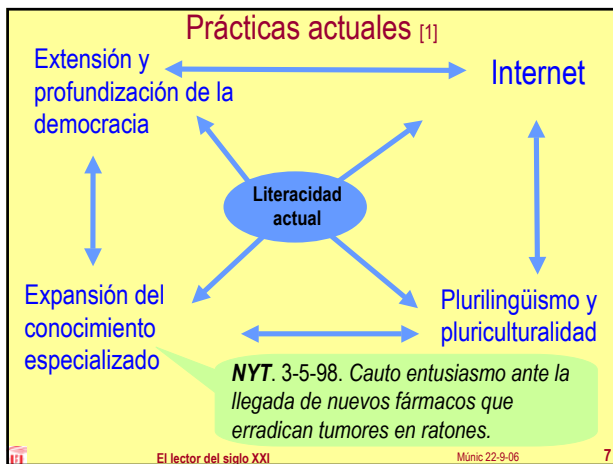 Prácticas actuales [1]
Extensión y
profundización de la
democracia
Internet
Literacidad
actual
Expansión del
conocimiento
especializado
Plurilingüismo y
pluriculturalidad
NYT. 3-5-98. Cauto entusiasmo ante la
llegada de nuevos fármacos que
erradican tumores en ratones.
El lector del siglo XXI
Múnic 22-9-06
7